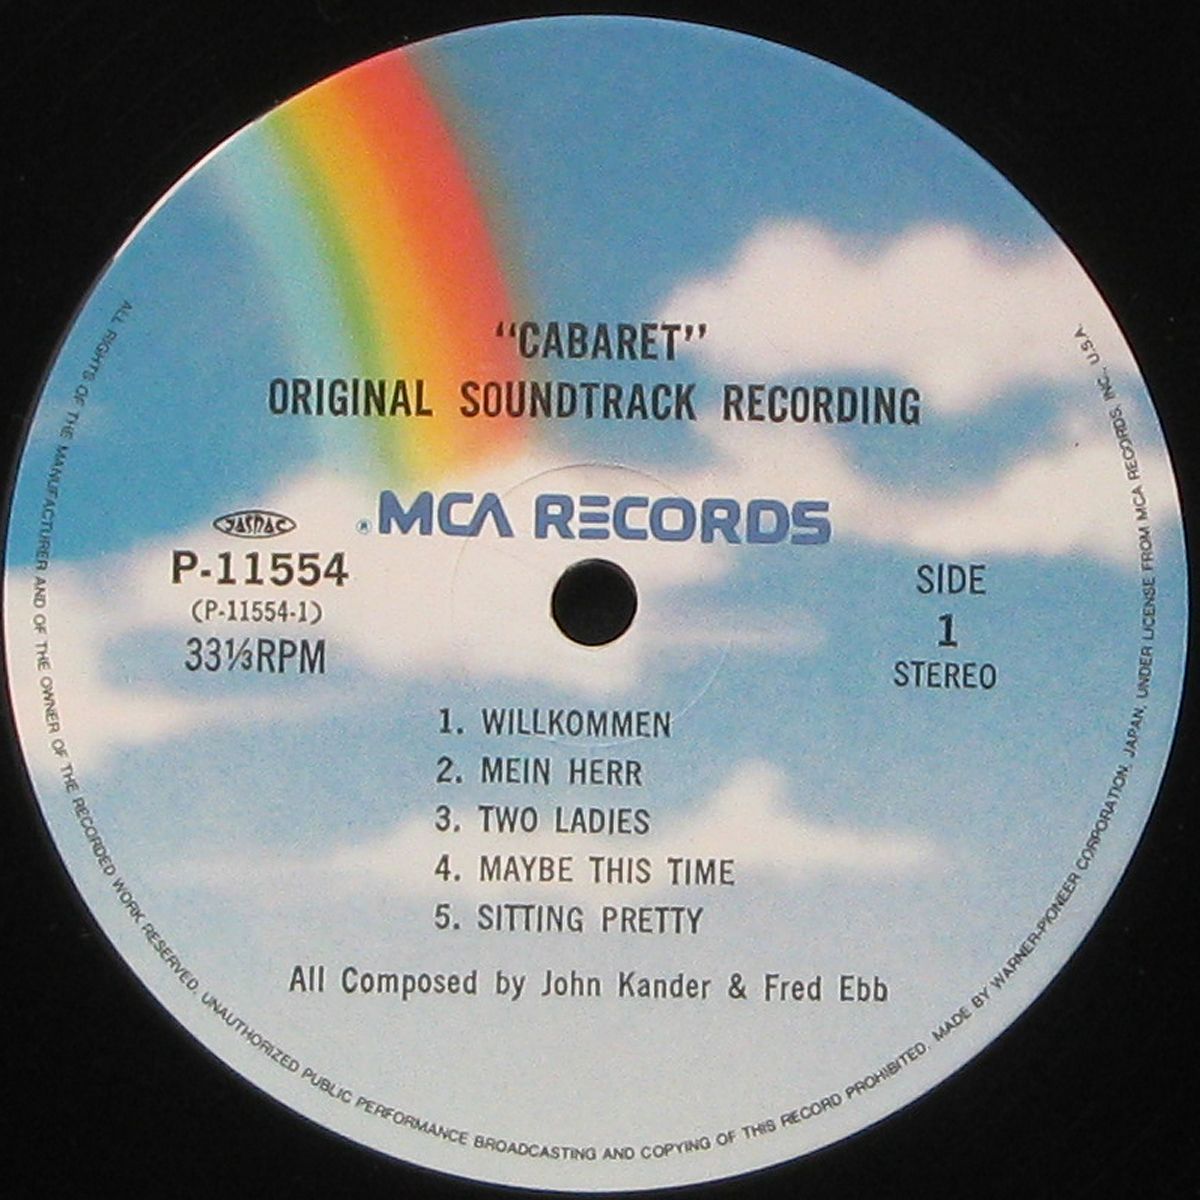 “CABARET”
ORIGINAL SOUNDTRACK RECORDING
® MCA RECORDS
JASRAC
P-11554
(P-11554-1)
33⅓RPM
SIDE
1
STEREO
1. WILLKOMMEN
2. MEIN HERR
3. TWO LADIES
4. MAYBE THIS TIME
5. SITTING PRETTY
All Composed by John Kander & Fred Ebb
ALL RIGHTS OF THE MANUFACTURER AND OF THE OWNER OF THE RECORDED WORK RESERVED. UNAUTHORIZED PUBLIC PERFORMANCE BROADCASTING AND COPYING OF THIS RECORD PROHIBITED. MADE BY WARNER-PIONEER CORPORATION, JAPAN, UNDER LICENSE FROM MCA RECORDS, INC., U.S.A.